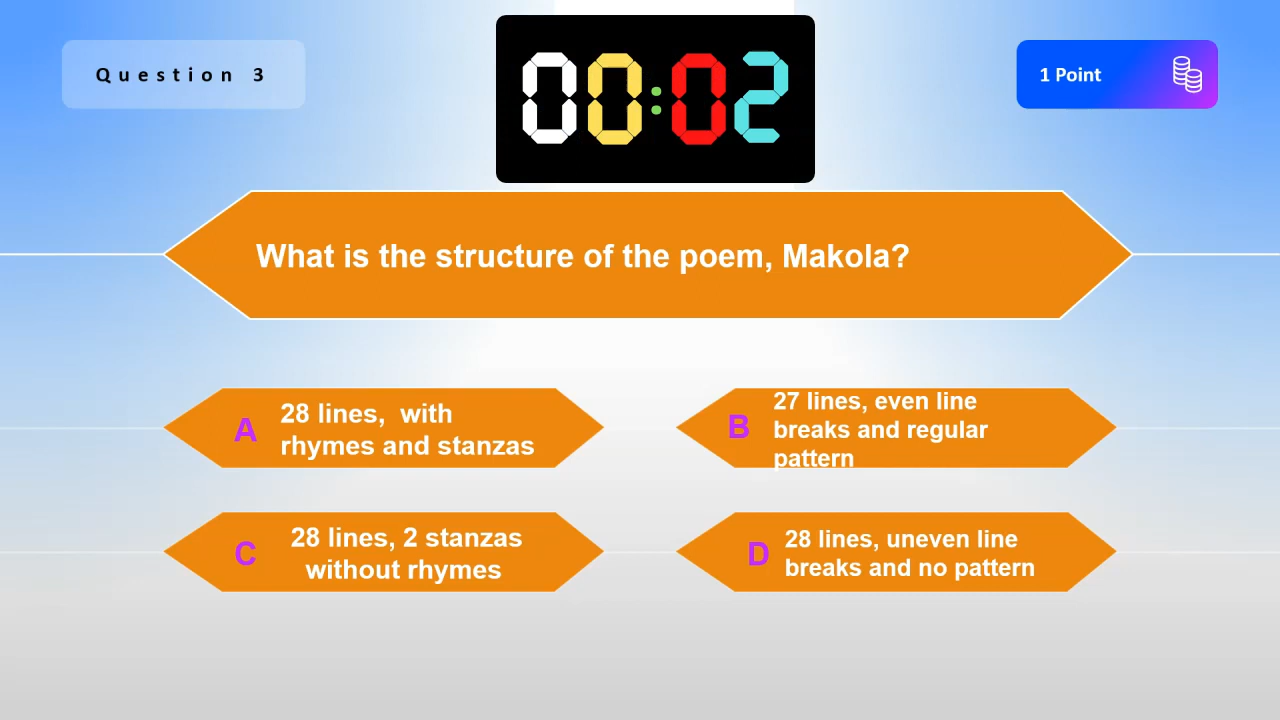 Question 3
00:02
1 Point
What is the structure of the poem, Makola?
A
28 lines,  with
rhymes and stanzas
B
27 lines, even line
breaks and regular
pattern
C
28 lines, 2 stanzas
without rhymes
D
28 lines, uneven line
breaks and no pattern